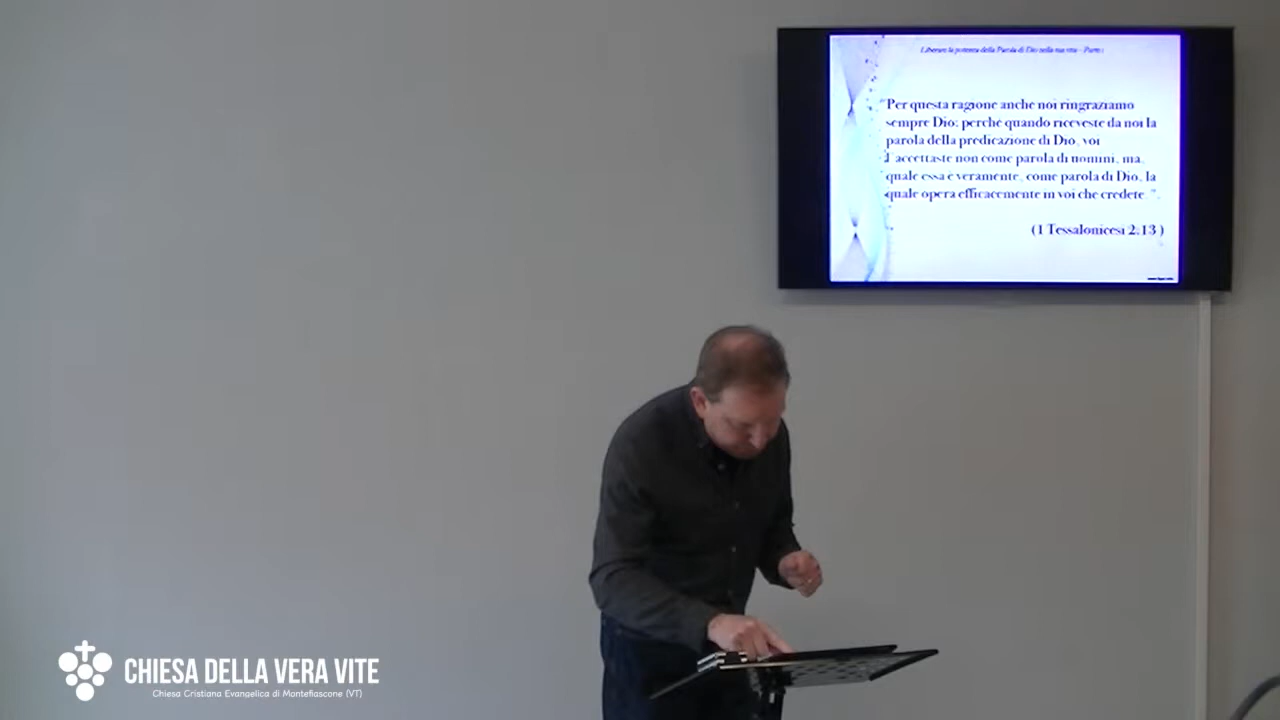 Liberare la potenza della Parola di Dio nella tua vita - Parte 1
"Per questa ragione anche noi ringraziamo
sempre Dio: perché quando riceveste da noi la
parola della predicazione di Dio, voi
l'accettaste non come parola di uomini, ma,
quale essa è veramente, come parola di Dio, la
quale opera efficacemente in voi che credete.".
(1 Tessalonicesi 2:13 )
CHIESA DELLA VERA VITE
Chiesa Cristiana Evangelica di Montefiascone (VT)